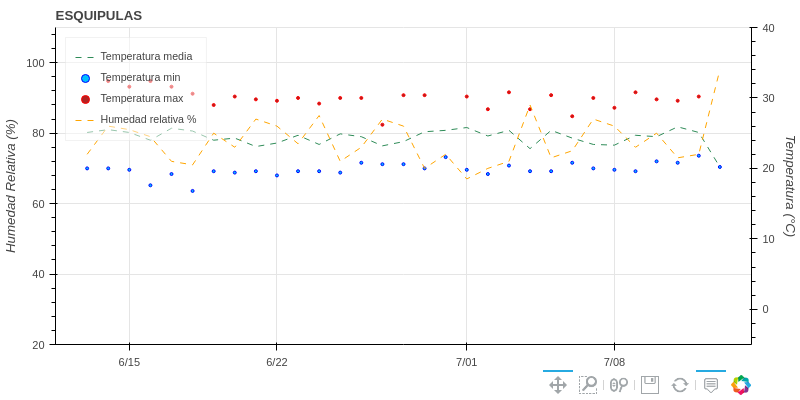 ESQUIPULAS
Temperatura media
Temperatura min
Temperatura max
Humedad relativa %
Humedad Relativa (%)
100
80
60
40
20
40
30
20
10
0
Temperatura (°C)
6/15
6/22
7/01
7/08